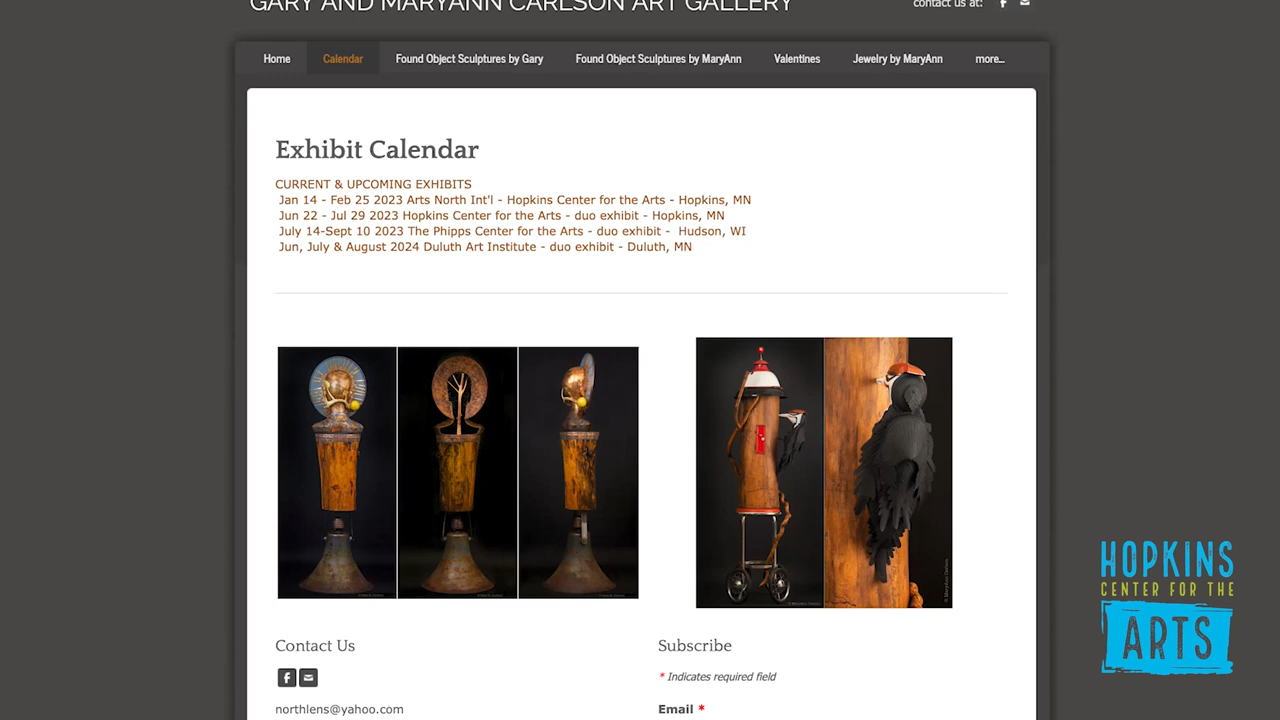 GARY AND MARYANN CARLSON ART GALLERY
contact us at:
Home Calendar Found Object Sculptures by Gary Found Object Sculptures by MaryAnn Valentines Jewelry by MaryAnn more...
Exhibit Calendar
CURRENT & UPCOMING EXHIBITS
Jan 14 - Feb 25 2023 Arts North Int'l - Hopkins Center for the Arts - Hopkins, MN
Jun 22 - Jul 29 2023 Hopkins Center for the Arts - duo exhibit - Hopkins, MN
July 14-Sept 10 2023 The Phipps Center for the Arts - duo exhibit - Hudson, WI
Jun, July & August 2024 Duluth Art Institute - duo exhibit - Duluth, MN
HOPKINS
CENTER FOR THE
ARTS
Contact Us
Subscribe
* Indicates required field
northlens@yahoo.com
Email *